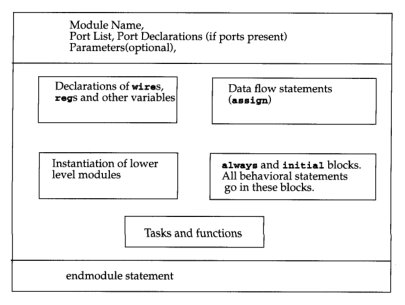 Module Name,
Port List, Port Declarations (if ports present)
Parameters(optional),
Declarations of wires,
regs and other variables
Data flow statements
(assign)
Instantiation of lower
level modules
always and initial blocks.
All behavioral statements
go in these blocks.
Tasks and functions
endmodule statement